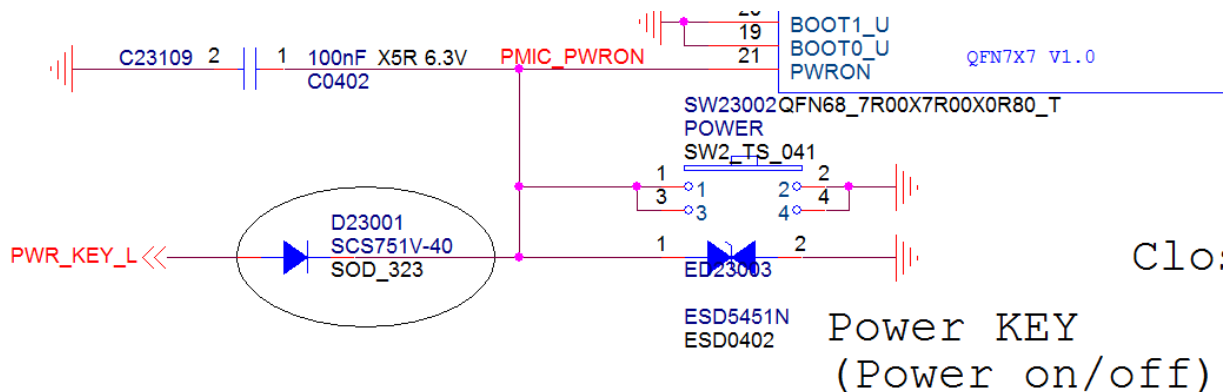 BOOT1_U
19
BOOT0_U
21
PWRON
QFN7X7 V1.0
C23109 2 1 100nF X5R 6.3V
C0402
PMIC_PWRON
SW23002 QFN68_7R00X7R00X0R80_T
POWER
SW2_TS_041
1 1 2 2
3 3 4 4
D23001
SCS751V-40
SOD_323
PWR_KEY_L
1 2
ED23003
ESD5451N
ESD0402
Clos
Power KEY
(Power on/off)